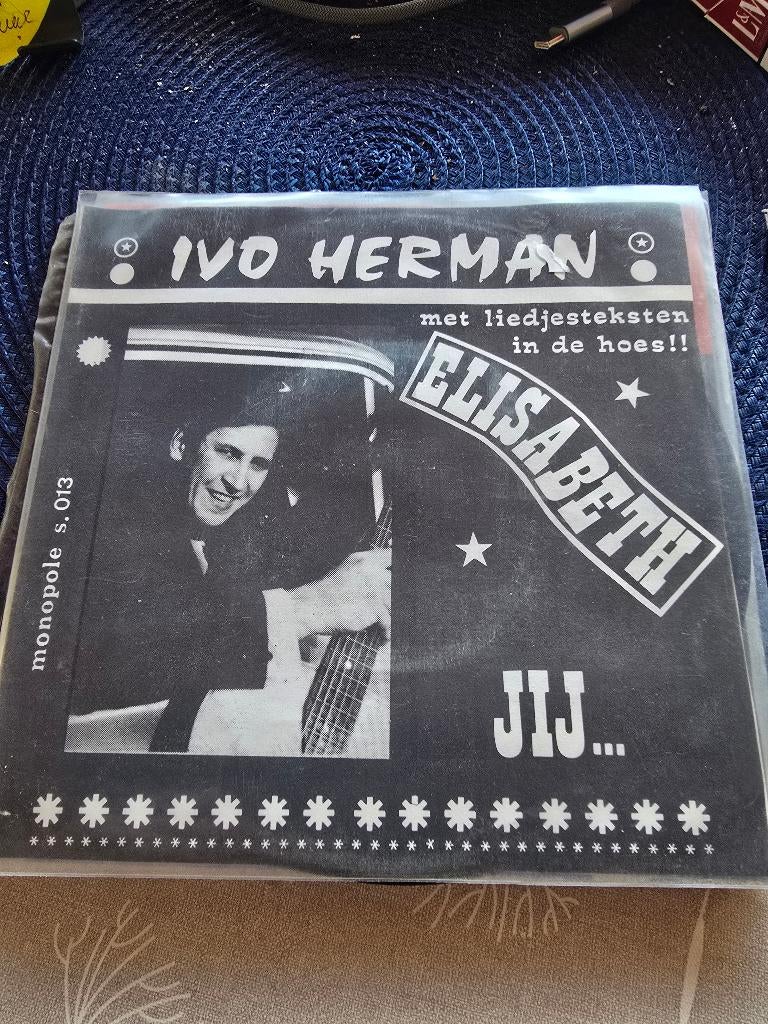 L&M
IVO HERMAN
met liedjesteksten
in de hoes!!
ELISABETH
monopole s.013
JIJ...